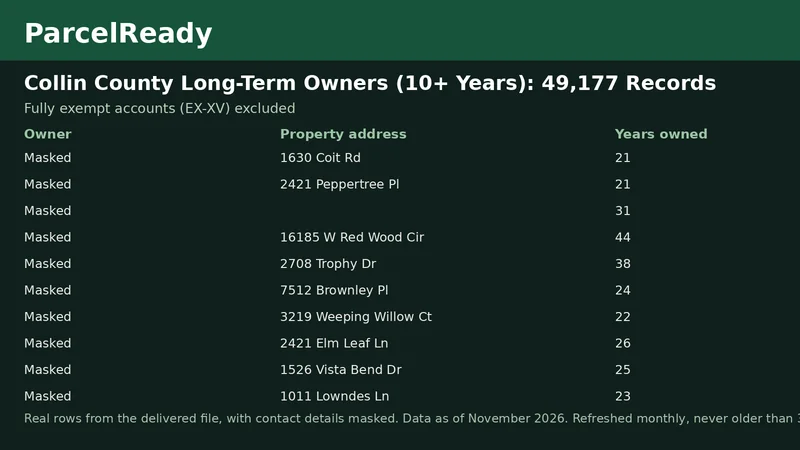 ParcelReady
Collin County Long-Term Owners (10+ Years): 49,177 Records
Fully exempt accounts (EX-XV) excluded
Owner Property address Years owned
Masked 1630 Coit Rd 21
Masked 2421 Peppertree Pl 21
Masked 31
Masked 16185 W Red Wood Cir 44
Masked 2708 Trophy Dr 38
Masked 7512 Brownley Pl 24
Masked 3219 Weeping Willow Ct 22
Masked 2421 Elm Leaf Ln 26
Masked 1526 Vista Bend Dr 25
Masked 1011 Lowndes Ln 23
Real rows from the delivered file, with contact details masked. Data as of November 2026. Refreshed monthly, never older than